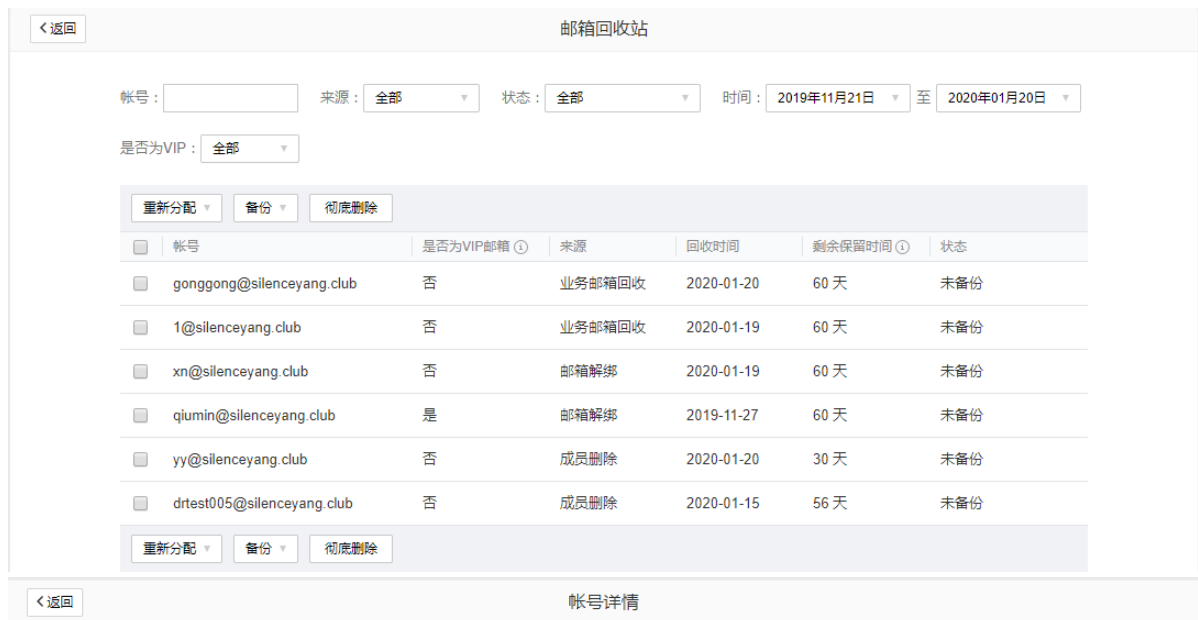 返回 邮箱回收站
帐号： 来源： 全部 状态： 全部 时间： 2019年11月21日 至 2020年01月20日
是否为VIP： 全部
重新分配 备份 彻底删除
帐号 是否为VIP邮箱 来源 回收时间 剩余保留时间 状态
gonggong@silenceyang.club 否 业务邮箱回收 2020-01-20 60 天 未备份
1@silenceyang.club 否 业务邮箱回收 2020-01-19 60 天 未备份
xn@silenceyang.club 否 邮箱解绑 2020-01-19 60 天 未备份
qiumin@silenceyang.club 是 邮箱解绑 2019-11-27 60 天 未备份
yy@silenceyang.club 否 成员删除 2020-01-20 30 天 未备份
drtest005@silenceyang.club 否 成员删除 2020-01-15 56 天 未备份
重新分配 备份 彻底删除
返回 帐号详情